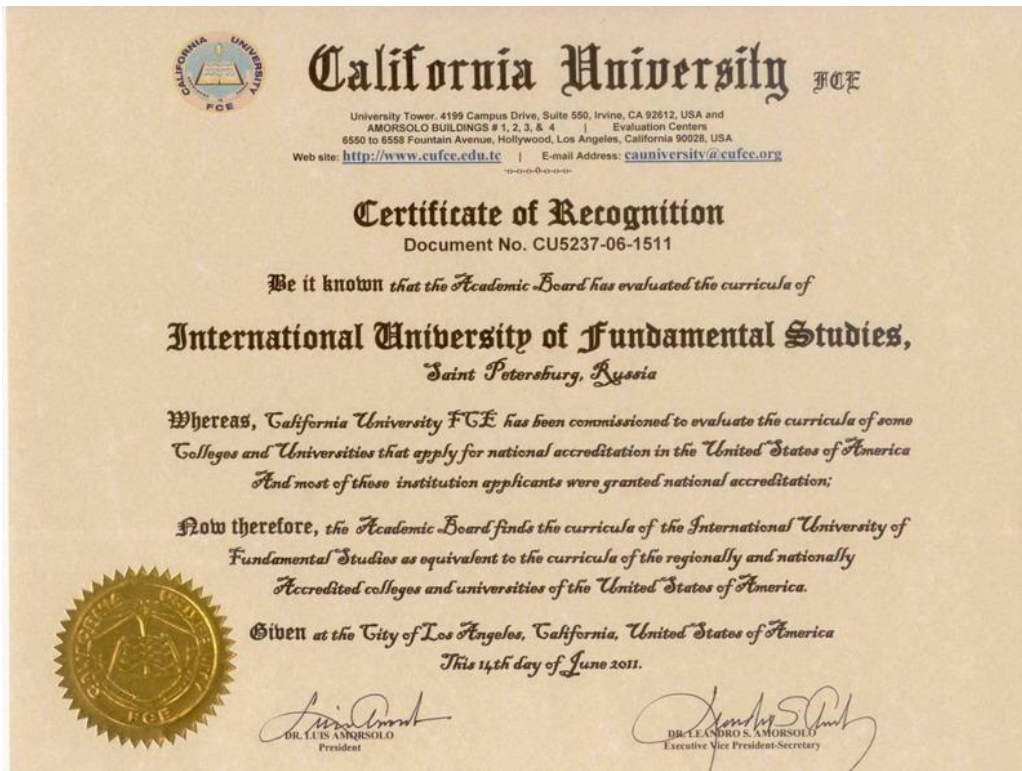 CALIFORNIA UNIVERSITY
FCE
California University FCE
University Tower. 4199 Campus Drive, Suite 550, Irvine, CA 92612, USA and
AMORSOLO BUILDINGS # 1, 2, 3, & 4 | Evaluation Centers
6550 to 6558 Fountain Avenue, Hollywood, Los Angeles, California 90028, USA
Web site: http://www.cufce.edu.tc | E-mail Address: cauniversity@cufce.org
-o-o-o-0-o-o-o-
Certificate of Recognition
Document No. CU5237-06-1511
Be it known that the Academic Board has evaluated the curricula of
International University of Fundamental Studies,
Saint Petersburg, Russia
Whereas, California University FCE has been commissioned to evaluate the curricula of some
Colleges and Universities that apply for national accreditation in the United States of America
And most of these institution applicants were granted national accreditation;
Now therefore, the Academic Board finds the curricula of the International University of
Fundamental Studies as equivalent to the curricula of the regionally and nationally
Accredited colleges and universities of the United States of America.
Given at the City of Los Angeles, California, United States of America
This 14th day of June 2011.
CALIFORNIA UNIVERSITY
FCE
DR. LUIS AMORSOLO
President
DR. LEANDRO S. AMORSOLO
Executive Vice President-Secretary